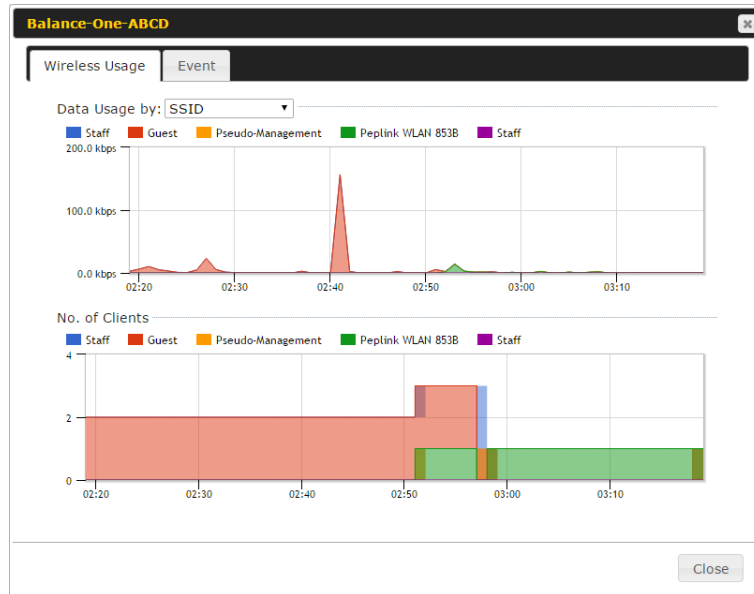 Balance-One-ABCD
Wireless Usage Event
Data Usage by: SSID
Staff Guest Pseudo-Management Peplink WLAN 853B Staff
200.0 kbps
100.0 kbps
0.0 kbps
02:20 02:30 02:40 02:50 03:00 03:10
No. of Clients
Staff Guest Pseudo-Management Peplink WLAN 853B Staff
4
2
0
02:20 02:30 02:40 02:50 03:00 03:10
Close